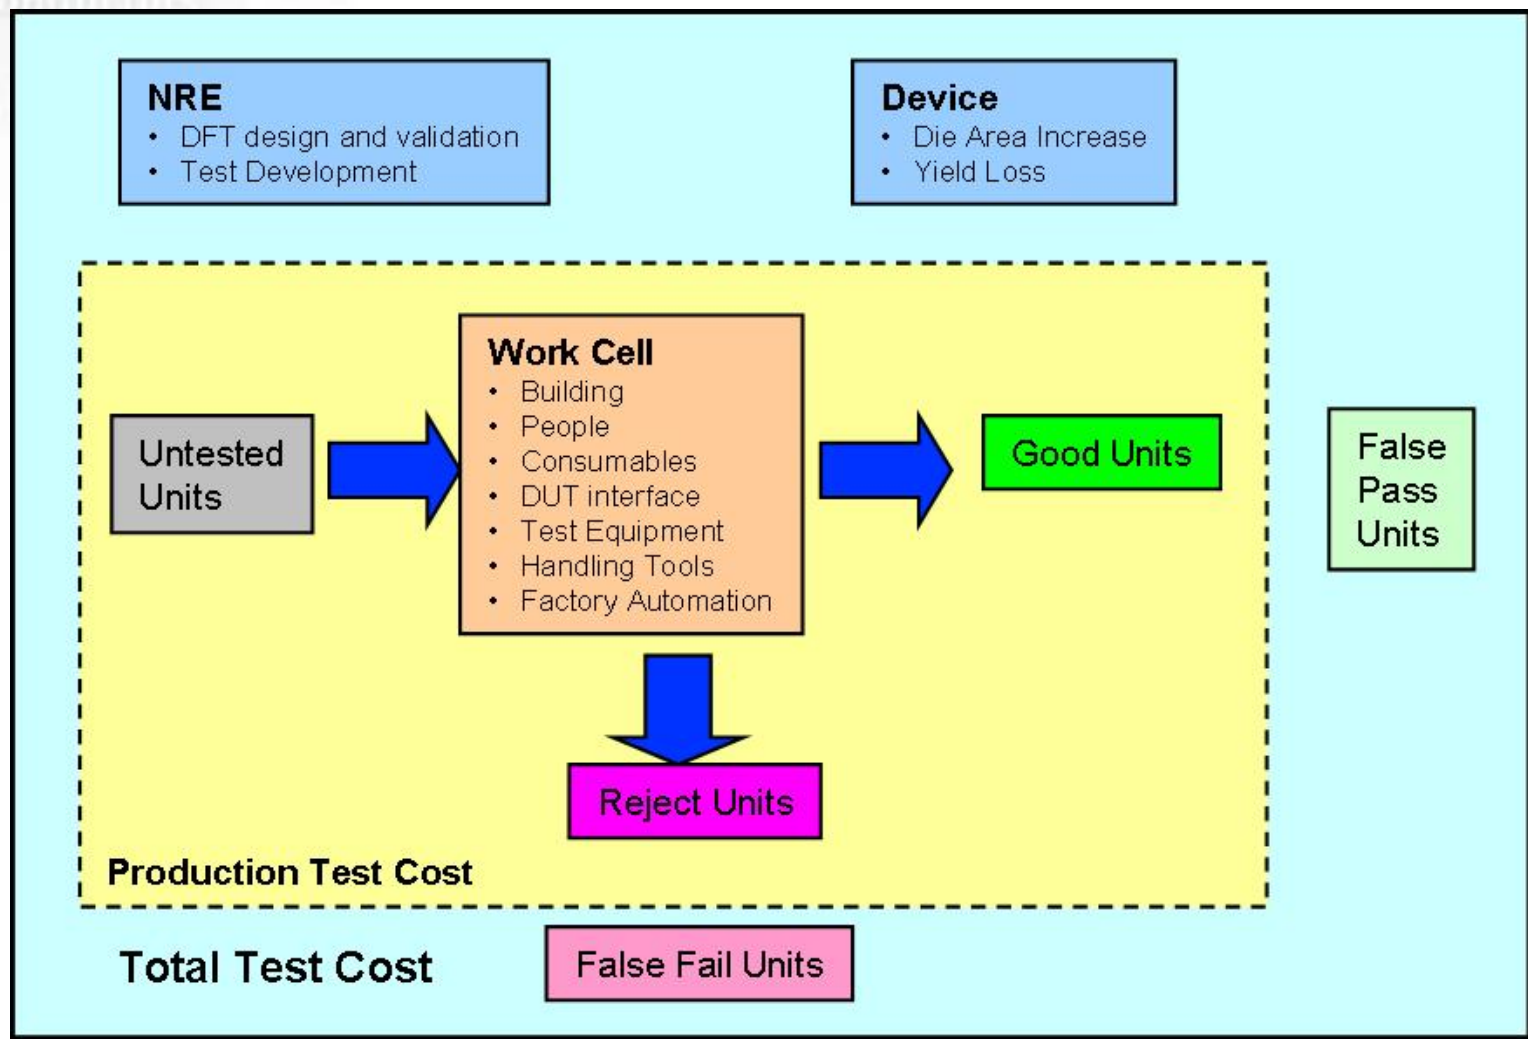 NRE
• DFT design and validation
• Test Development
Device
• Die Area Increase
• Yield Loss
Work Cell
• Building
• People
• Consumables
• DUT interface
• Test Equipment
• Handling Tools
• Factory Automation
Untested
Units
Good Units
False
Pass
Units
Reject Units
Production Test Cost
Total Test Cost
False Fail Units